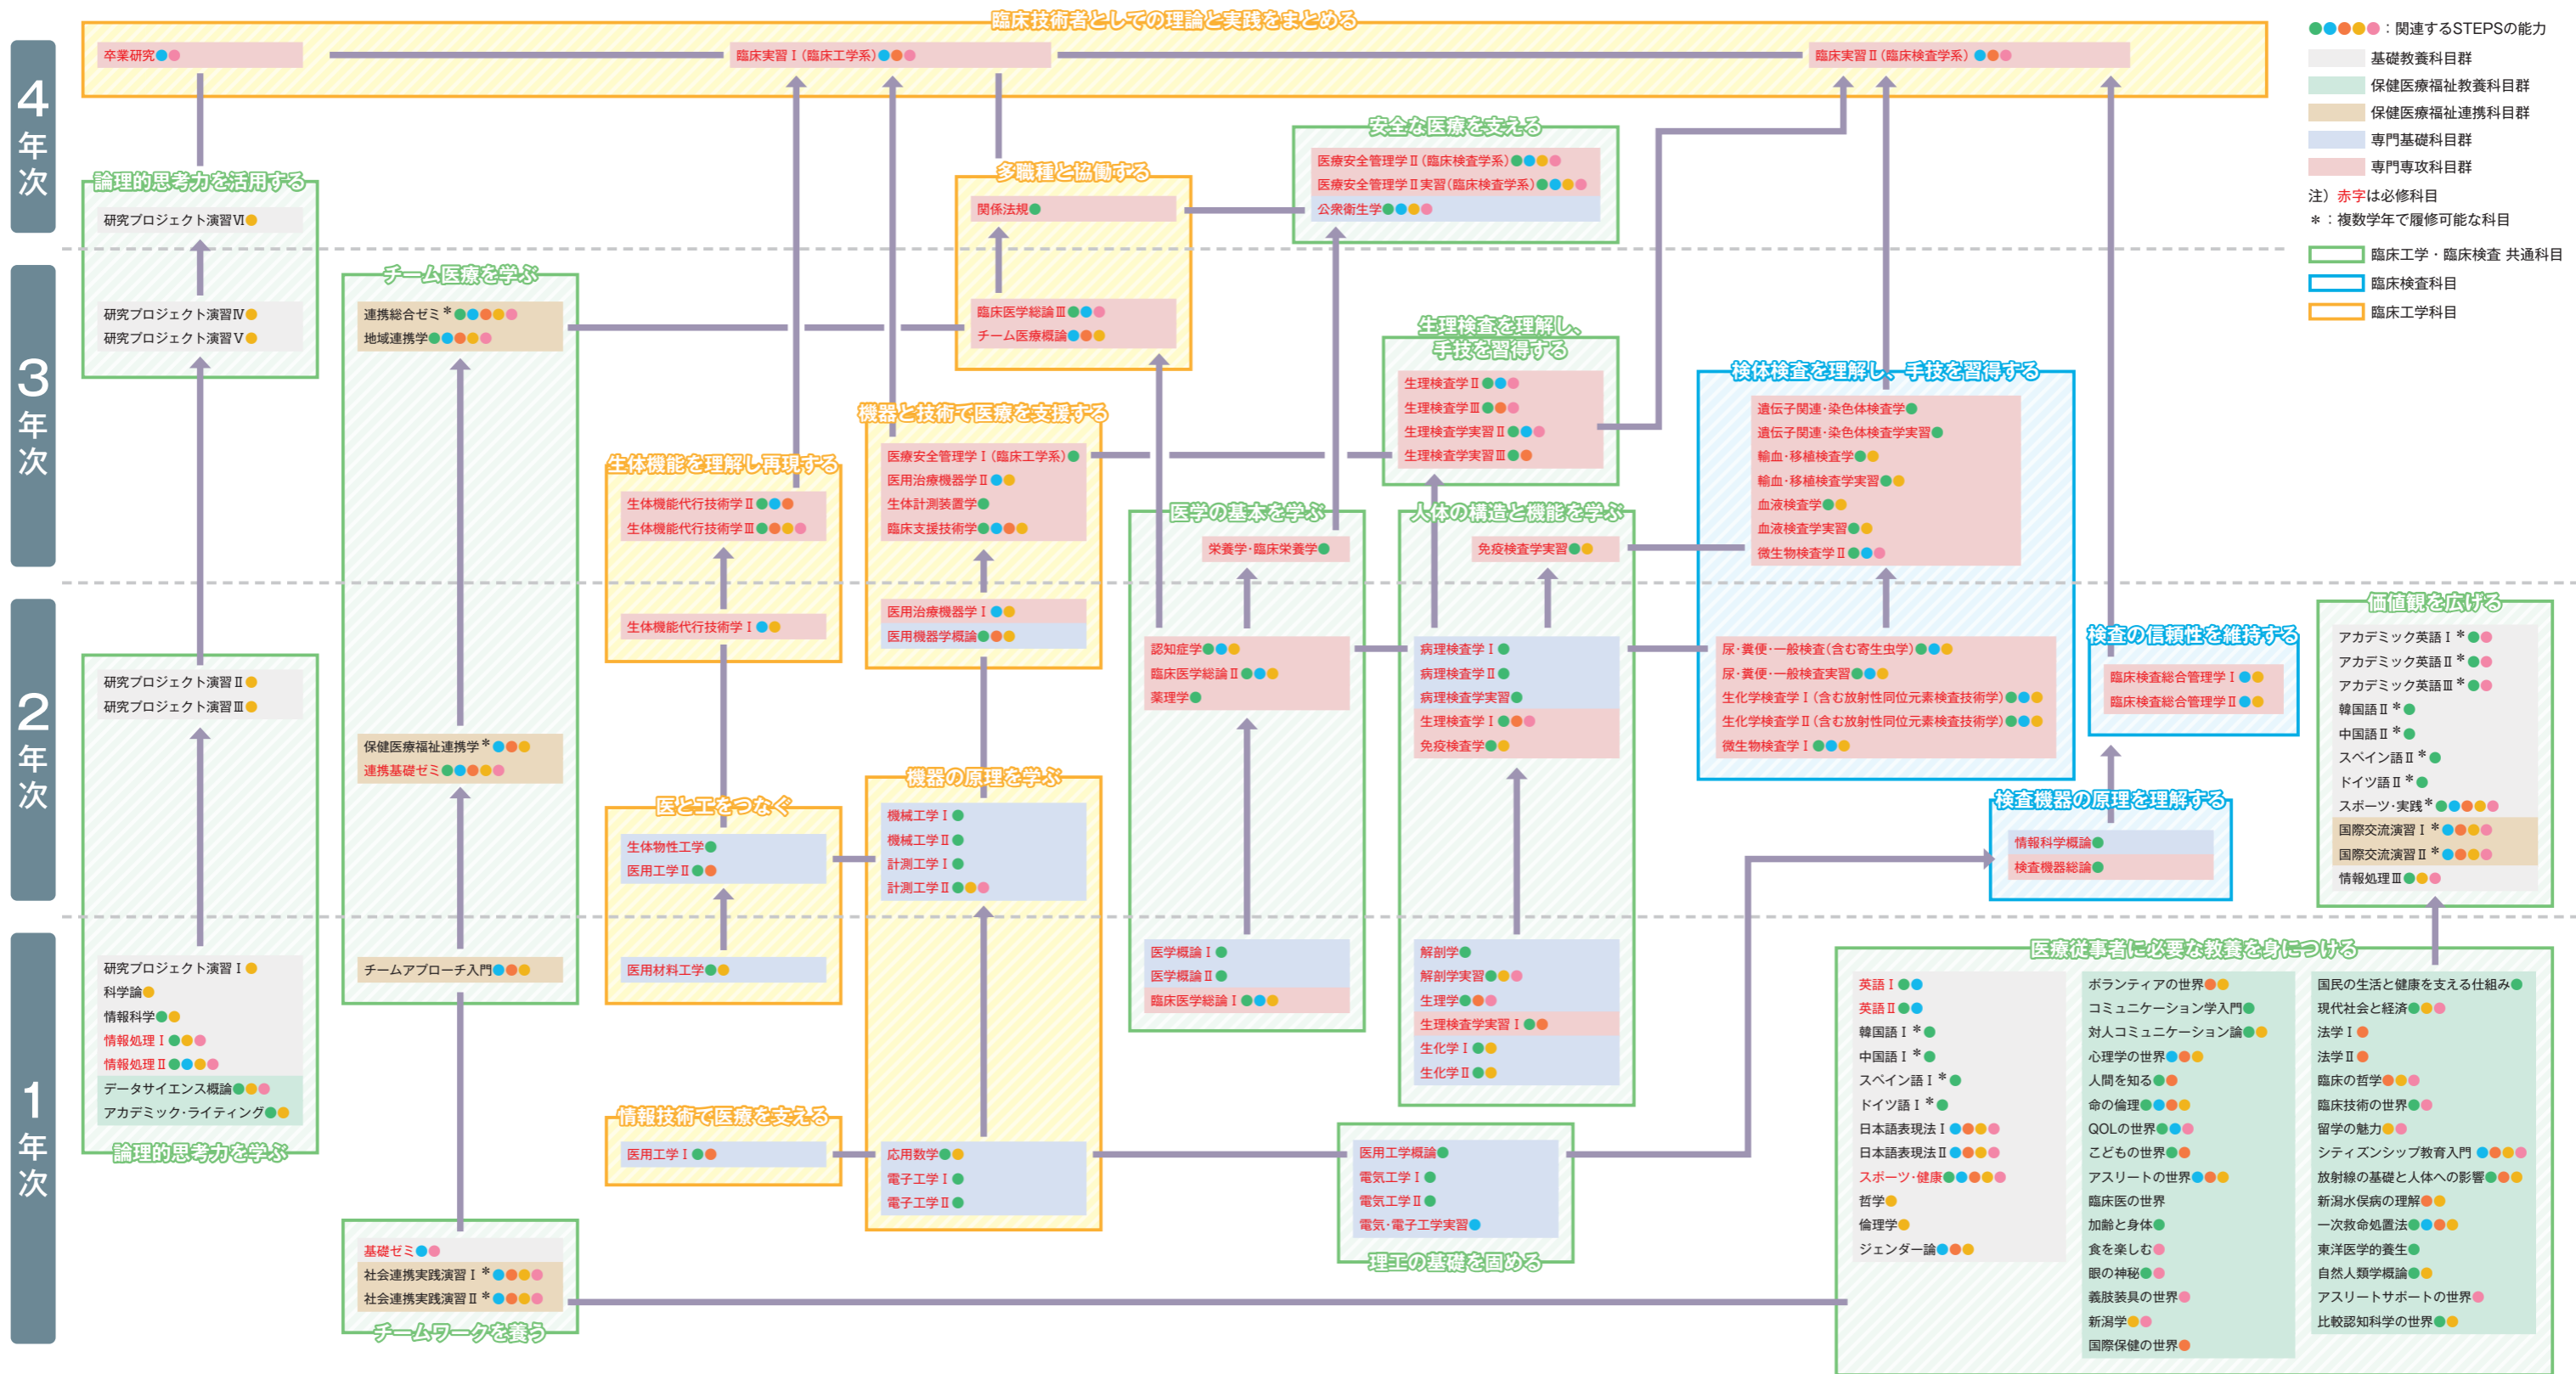 臨床技術者としての理論と実践をまとめる
4年次
卒業研究
臨床実習Ⅰ(臨床工学系)
臨床実習Ⅱ(臨床検査学系)
:関連するSTEPSの能力
基礎教養科目群
保健医療福祉教養科目群
保健医療福祉連携科目群
専門基礎科目群
専門専攻科目群
注)赤字は必修科目
*:複数学年で履修可能な科目
臨床工学・臨床検査 共通科目
臨床検査科目
臨床工学科目
論理的思考力を活用する
研究プロジェクト演習Ⅵ
研究プロジェクト演習Ⅳ
研究プロジェクト演習Ⅴ
多職種と協働する
関係法規
臨床医学総論Ⅲ
チーム医療概論
安全な医療を支える
医療安全管理学Ⅱ(臨床検査学系)
医療安全管理学Ⅱ実習(臨床検査学系)
公衆衛生学
3年次
チーム医療を学ぶ
連携総合ゼミ*
地域連携学
保健医療福祉連携学*
連携基礎ゼミ
チームアプローチ入門
生体機能を理解し再現する
生体機能代行技術学Ⅱ
生体機能代行技術学Ⅲ
生体機能代行技術学Ⅰ
機器と技術で医療を支援する
医療安全管理学Ⅰ(臨床工学系)
医用治療機器学Ⅱ
生体計測装置学
臨床支援技術学
医用治療機器学Ⅰ
医用機器学概論
生理検査を理解し、
手技を習得する
生理検査学Ⅱ
生理検査学Ⅲ
生理検査学実習Ⅱ
生理検査学実習Ⅲ
検体検査を理解し、手技を習得する
遺伝子関連・染色体検査学
遺伝子関連・染色体検査学実習
輸血・移植検査学
輸血・移植検査学実習
血液検査学
血液検査学実習
微生物検査学Ⅱ
尿・糞便・一般検査(含む寄生虫学)
尿・糞便・一般検査実習
生化学検査学Ⅰ(含む放射性同位元素検査技術学)
生化学検査学Ⅱ(含む放射性同位元素検査技術学)
微生物検査学Ⅰ
医学の基本を学ぶ
栄養学・臨床栄養学
認知症学
臨床医学総論Ⅱ
薬理学
医学概論Ⅰ
医学概論Ⅱ
臨床医学総論Ⅰ
人体の構造と機能を学ぶ
免疫検査学実習
病理検査学Ⅰ
病理検査学Ⅱ
病理検査学実習
生理検査学Ⅰ
免疫検査学
解剖学
解剖学実習
生理学
生理検査学実習Ⅰ
生化学Ⅰ
生化学Ⅱ
2年次
研究プロジェクト演習Ⅱ
研究プロジェクト演習Ⅲ
検査の信頼性を維持する
臨床検査総合管理学Ⅰ
臨床検査総合管理学Ⅱ
価値観を広げる
アカデミック英語Ⅰ*
アカデミック英語Ⅱ*
アカデミック英語Ⅲ*
韓国語Ⅱ*
中国語Ⅱ*
スペイン語Ⅱ*
ドイツ語Ⅱ*
スポーツ・実践*
国際交流演習Ⅰ*
国際交流演習Ⅱ*
情報処理Ⅲ
医と工をつなぐ
生体物性工学
医用工学Ⅱ
医用材料工学
機器の原理を学ぶ
機械工学Ⅰ
機械工学Ⅱ
計測工学Ⅰ
計測工学Ⅱ
応用数学
電子工学Ⅰ
電子工学Ⅱ
検査機器の原理を理解する
情報科学概論
検査機器総論
1年次
研究プロジェクト演習Ⅰ
科学論
情報科学
情報処理Ⅰ
情報処理Ⅱ
データサイエンス概論
アカデミック・ライティング
論理的思考力を学ぶ
情報技術で医療を支える
医用工学Ⅰ
医用工学概論
電気工学Ⅰ
電気工学Ⅱ
電気・電子工学実習
理工の基礎を固める
基礎ゼミ
社会連携実践演習Ⅰ*
社会連携実践演習Ⅱ*
チームワークを養う
医療従事者に必要な教養を身につける
英語Ⅰ
英語Ⅱ
韓国語Ⅰ*
中国語Ⅰ*
スペイン語Ⅰ*
ドイツ語Ⅰ*
日本語表現法Ⅰ
日本語表現法Ⅱ
スポーツ・健康
哲学
倫理学
ジェンダー論
ボランティアの世界
コミュニケーション学入門
対人コミュニケーション論
心理学の世界
人間を知る
命の倫理
QOLの世界
こどもの世界
アスリートの世界
臨床医の世界
加齢と身体
食を楽しむ
眼の神秘
義肢装具の世界
新潟学
国際保健の世界
国民の生活と健康を支える仕組み
現代社会と経済
法学Ⅰ
法学Ⅱ
臨床の哲学
臨床技術の世界
留学の魅力
シティズンシップ教育入門
放射線の基礎と人体への影響
新潟水俣病の理解
一次救命処置法
東洋医学的養生
自然人類学概論
アスリートサポートの世界
比較認知科学の世界